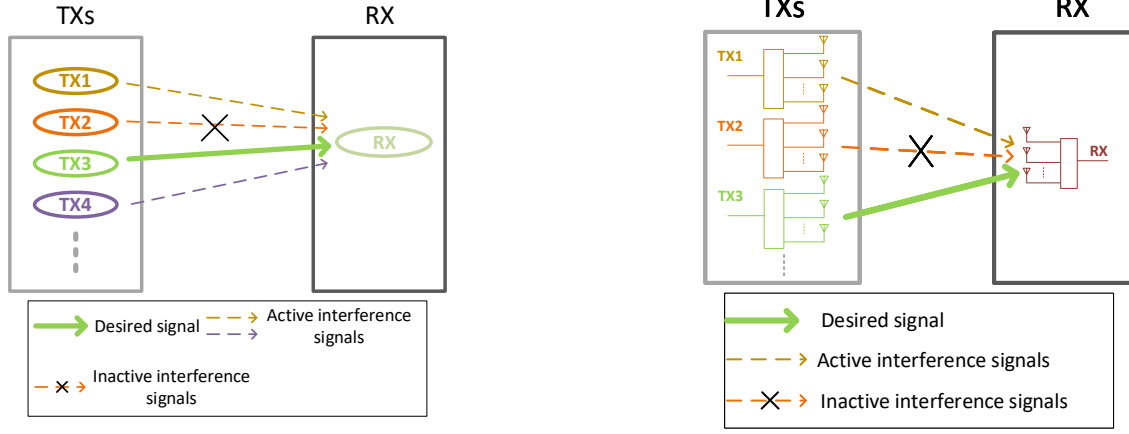 TXs
RX
TX1
TX2
TX3
TX4
RX
Desired signal
Active interference
signals
Inactive interference
signals
TXs
RX
TX1
TX2
TX3
RX
Desired signal
Active interference signals
Inactive interference signals